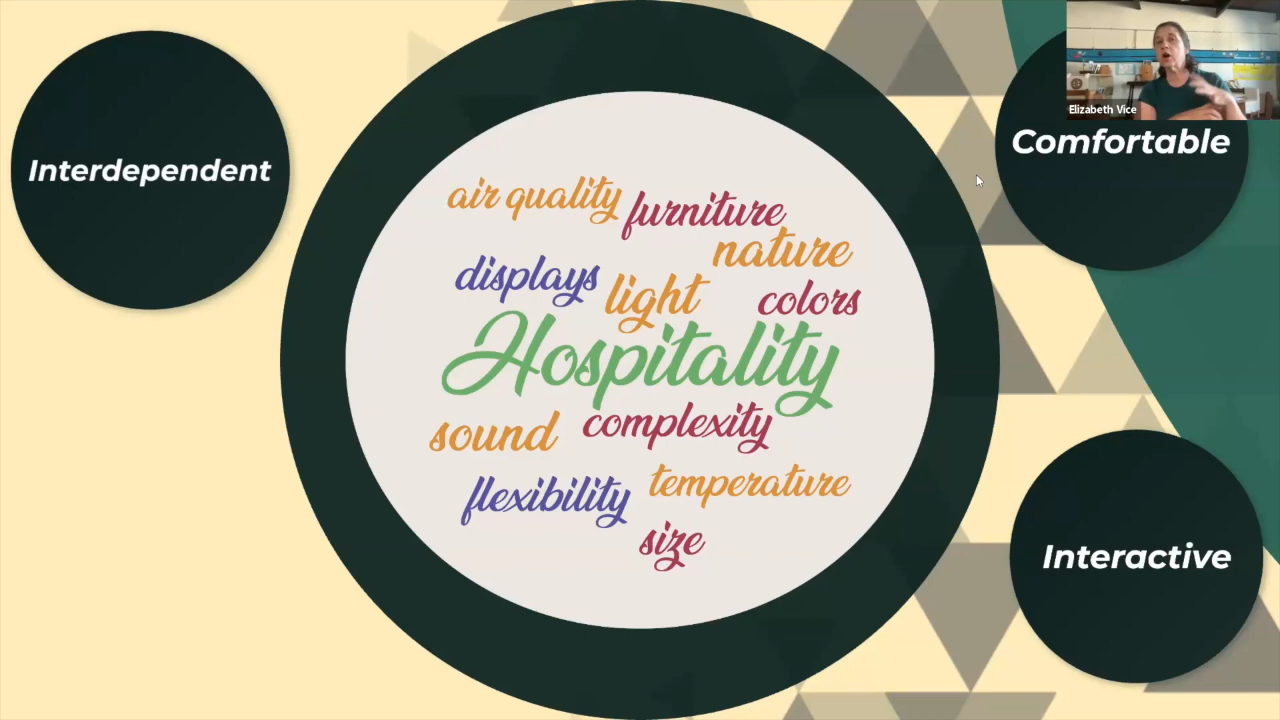 Interdependent
Elizabeth Vice
Comfortable
air quality
furniture
nature
displays
light
colors
Hospitality
sound
complexity
flexibility
temperature
size
Interactive